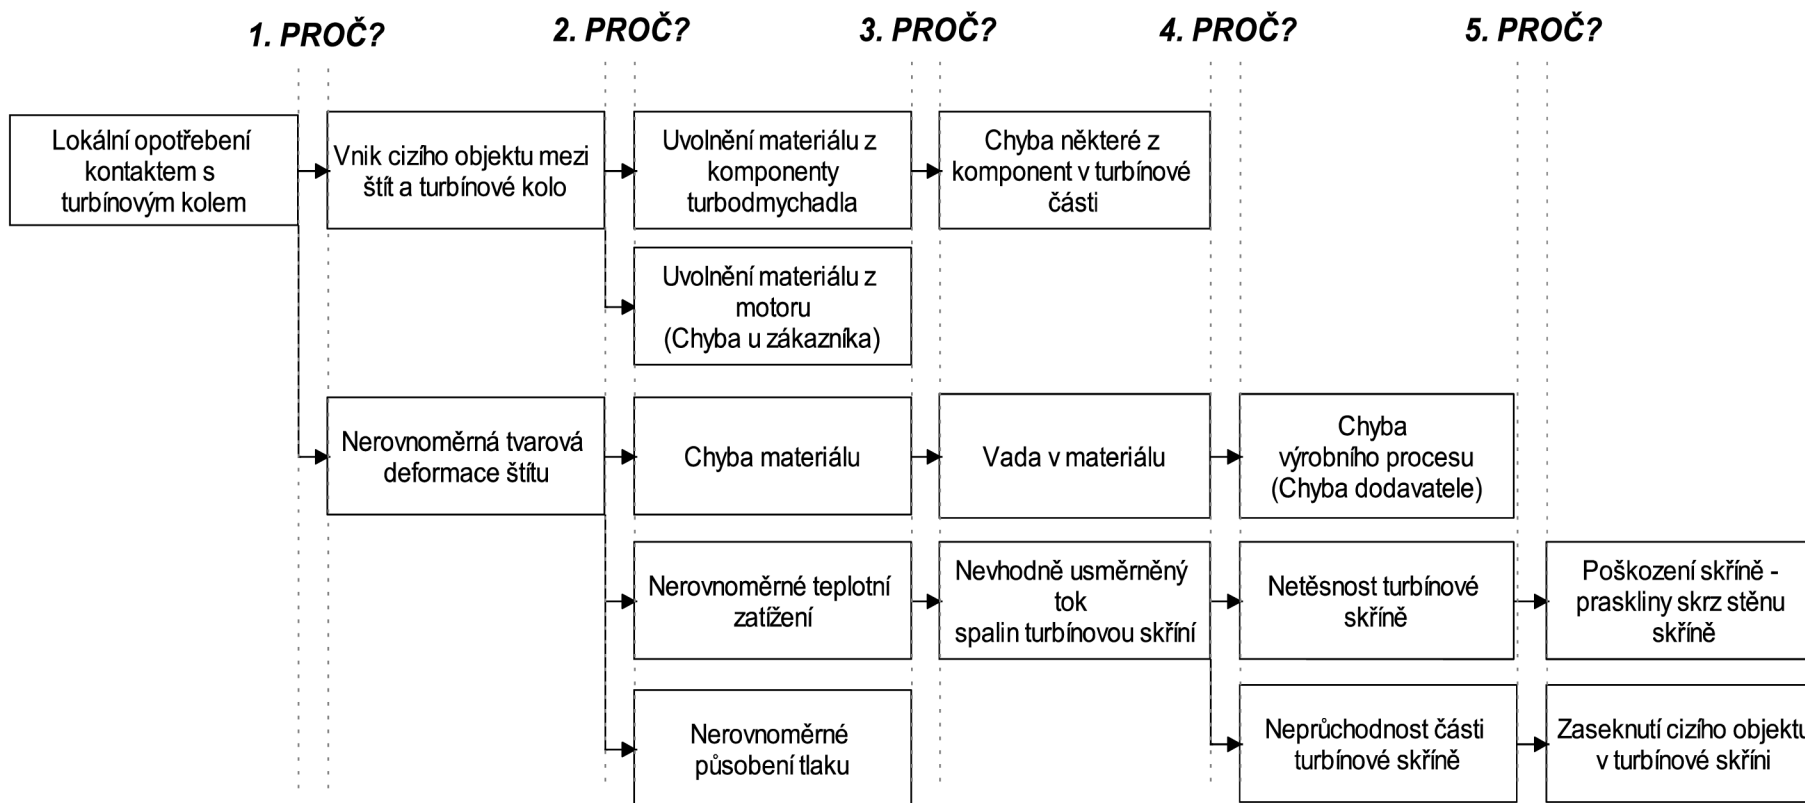 1. PROČ?
2. PROČ?
3. PROČ?
4. PROČ?
5. PROČ?
Lokální opotřebení
kontaktem s
turbínovým kolem
Vnik cizího objektu mezi
štít a turbínové kolo
Uvolnění materiálu z
komponenty
turbodmychadla
Chyba některé z
komponent v turbínové
části
Uvolnění materiálu z
motoru
(Chyba u zákazníka)
Nerovnoměrná tvarová
deformace štítu
Chyba materiálu
Vada v materiálu
Chyba
výrobního procesu
(Chyba dodavatele)
Nerovnoměrné teplotní
zatížení
Nevhodně usměrněný
tok
spalin turbínovou skříní
Netěsnost turbínové
skříně
Poškození skříně -
praskliny skrz stěnu
skříně
Nerovnoměrné
působení tlaku
Neprůchodnost části
turbínové skříně
Zaseknutí cizího objektu
v turbínové skříni